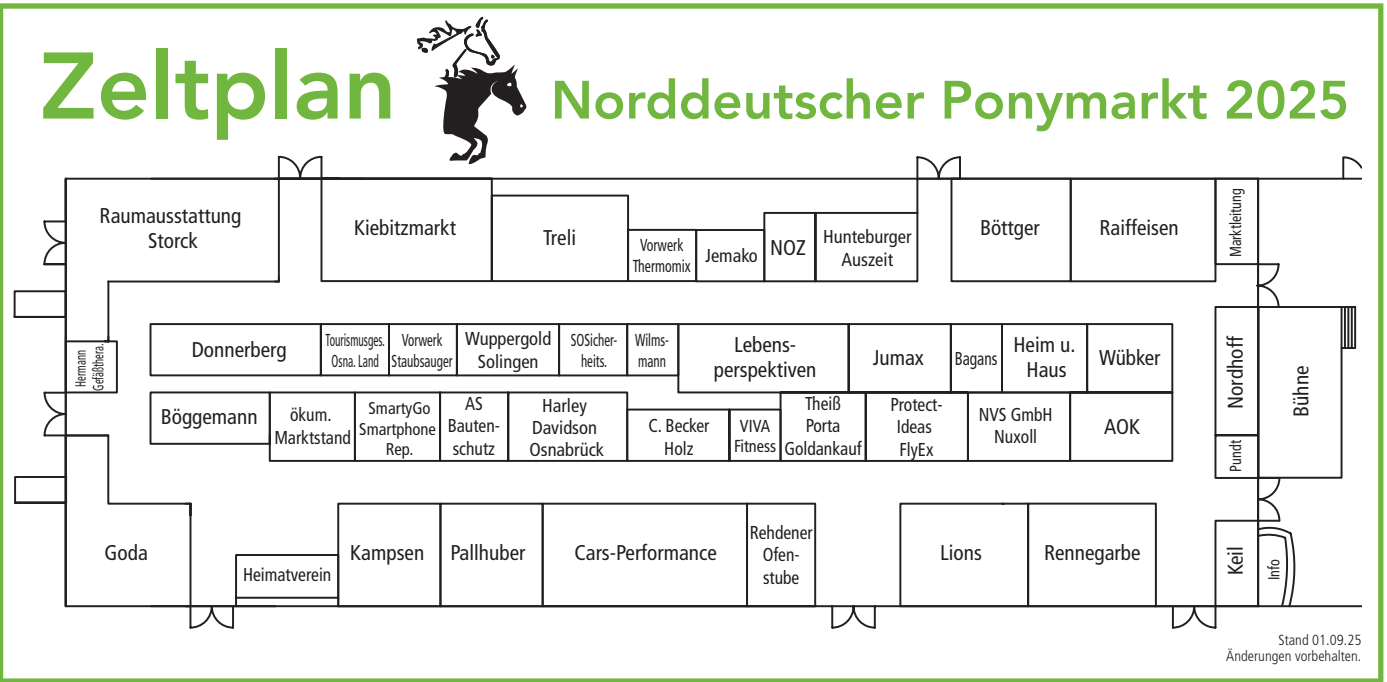 Zeltplan
Norddeutscher Ponymarkt 2025
Raumausstattung
Storck
Kiebitzmarkt
Treli
Vorwerk
Thermomix
Jemako
NOZ
Hunteburger
Auszeit
Böttger
Raiffeisen
Marktleitung
Hermann
Gefäßthera.
Donnerberg
Tourismusges.
Osna. Land
Vorwerk
Staubsauger
Wuppergold
Solingen
SOSicher-
heits.
Wilms-
mann
Lebens-
perspektiven
Jumax
Bagans
Heim u.
Haus
Wübker
Nordhoff
Bühne
Böggemann
ökum.
Marktstand
SmartyGo
Smartphone
Rep.
AS
Bauten-
schutz
Harley
Davidson
Osnabrück
C. Becker
Holz
VIVA
Fitness
Theiß
Porta
Goldankauf
Protect-
Ideas
FlyEx
NVS GmbH
Nuxoll
AOK
Pundt
Goda
Heimatverein
Kampsen
Pallhuber
Cars-Performance
Rehdener
Ofen-
stube
Lions
Rennegarbe
Keil
Info
Stand 01.09.25
Änderungen vorbehalten.